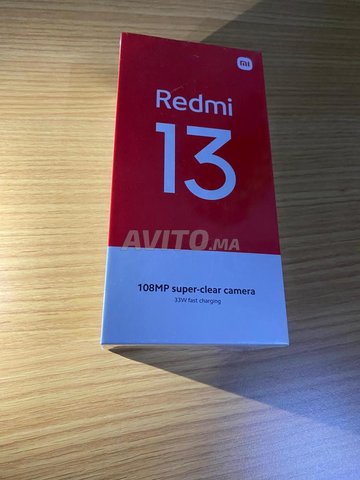 mi
Redmi
13
AVITO.MA
108MP super-clear camera
33W fast charging